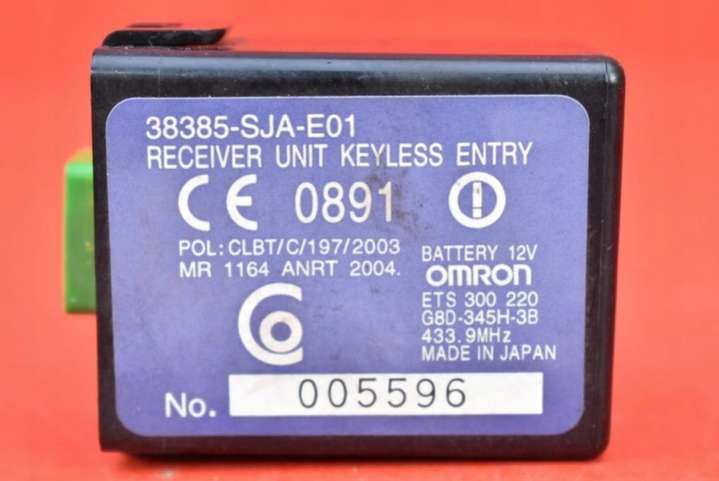 38385-SJA-E01
RECEIVER UNIT KEYLESS ENTRY
CE 0891
POL: CLBT/C/197/2003
MR 1164 ANRT 2004.
BATTERY 12V
OMRON
ETS 300 220
G8D-345H-3B
433.9MHz
MADE IN JAPAN
No. 005596